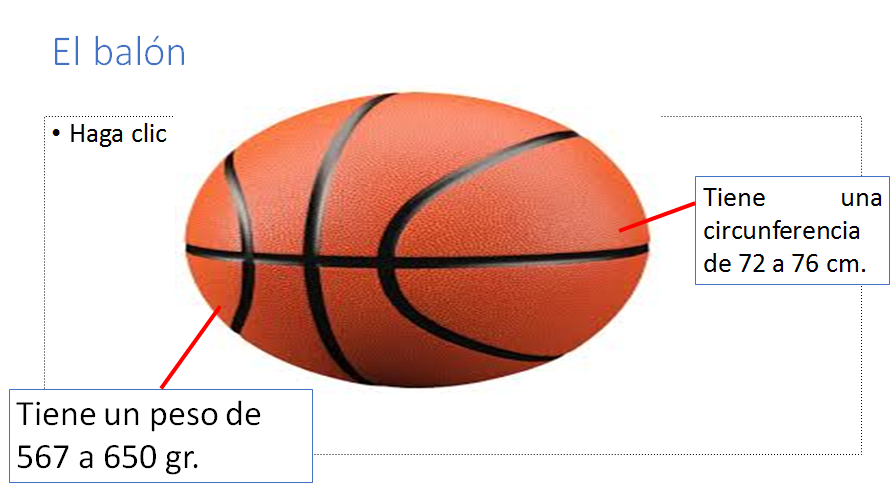 El balón
• Haga clic
Tiene una
circunferencia
de 72 a 76 cm.
Tiene un peso de
567 a 650 gr.